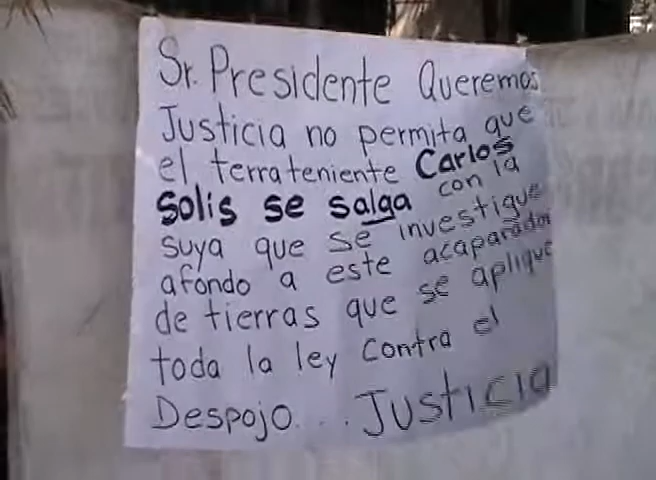 Sr. Presidente Queremos
Justicia no permita que
el terrateniente Carlos
Solis se salga con la
suya que se investigue
afondo a este acaparador
de tierras que se aplique
toda la ley contra el
Despojo.... Justicia